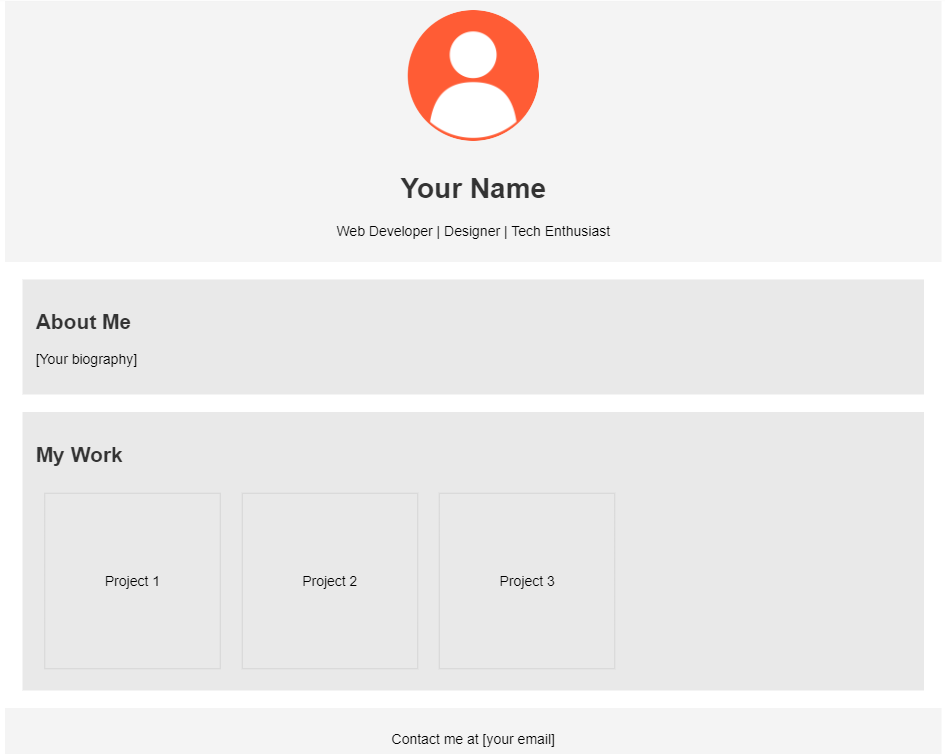 Your Name
Web Developer | Designer | Tech Enthusiast
About Me
[Your biography]
My Work
Project 1
Project 2
Project 3
Contact me at [your email]